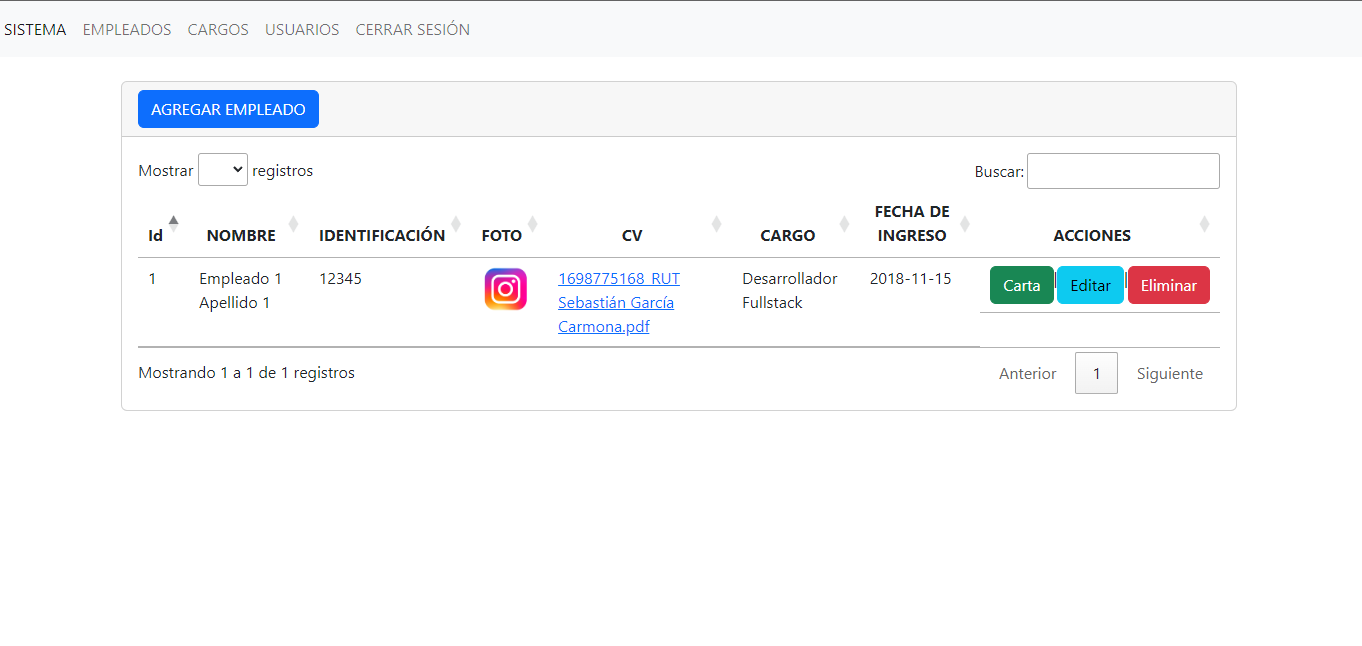 SISTEMA EMPLEADOS CARGOS USUARIOS CERRAR SESIÓN
AGREGAR EMPLEADO
Mostrar registros Buscar:
Id NOMBRE IDENTIFICACIÓN FOTO CV CARGO FECHA DE INGRESO ACCIONES
1 Empleado 1 12345 1698775168_RUT Desarrollador 2018-11-15 Carta | Editar | Eliminar
Apellido 1 Sebastián García Fullstack
Carmona.pdf
Mostrando 1 a 1 de 1 registros Anterior 1 Siguiente